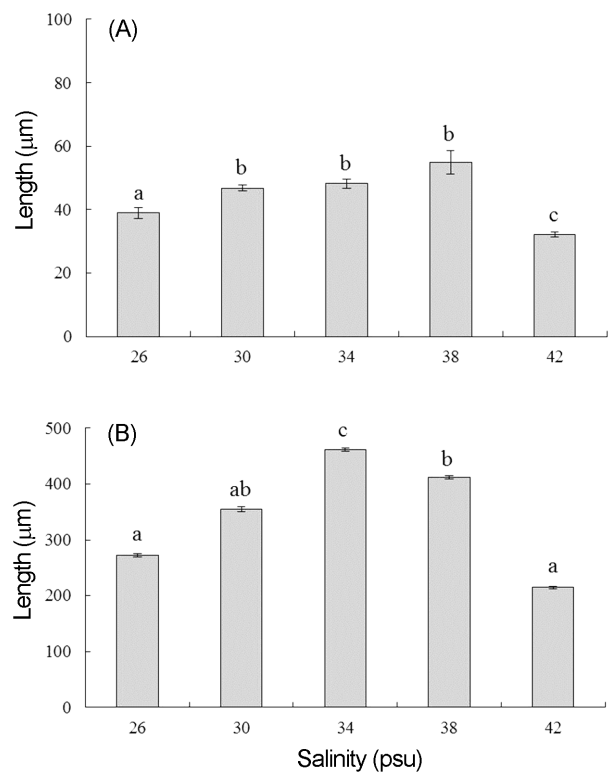 (A)
100
80
60
40
20
0
Length (μm)
a
b
b
b
c
26 30 34 38 42
(B)
500
400
300
200
100
0
Length (μm)
a
ab
c
b
a
26 30 34 38 42
Salinity (psu)